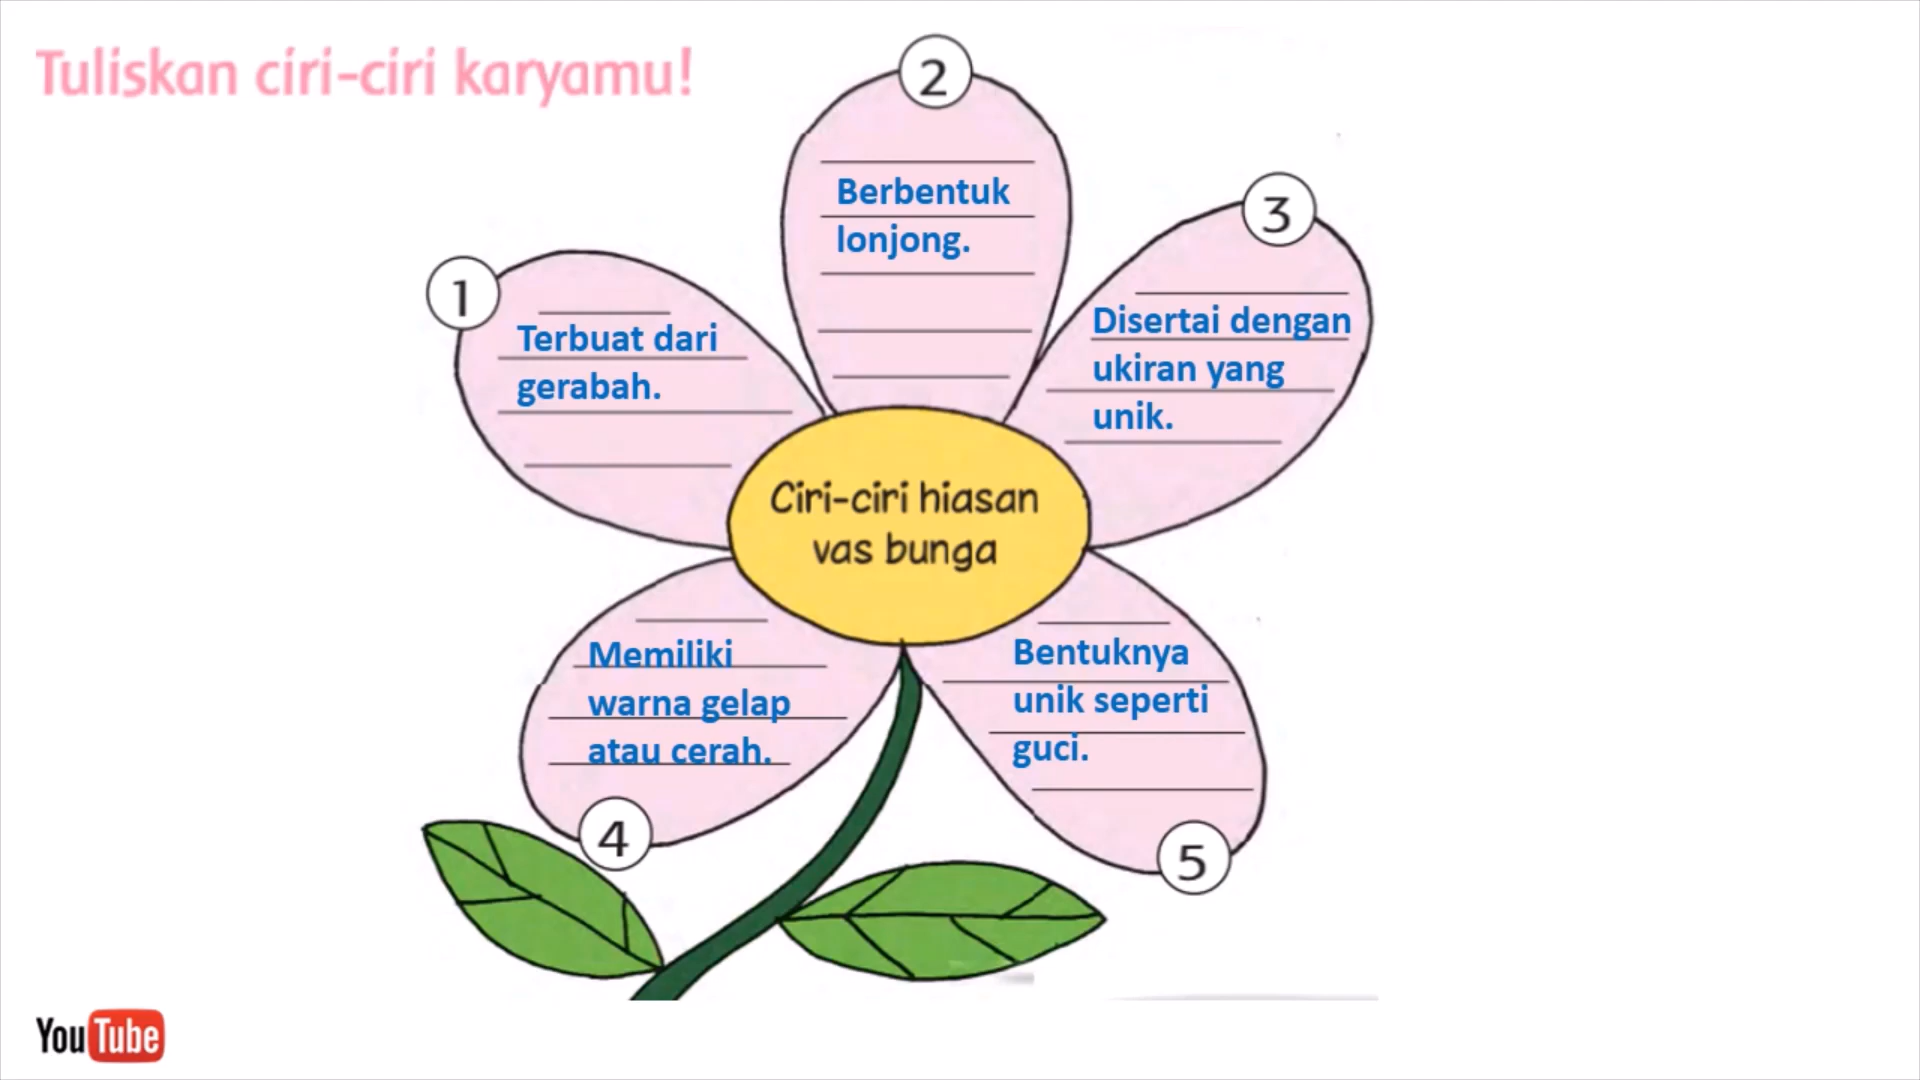 Tuliskan ciri-ciri karyamu!
1
Terbuat dari
gerabah.
2
Berbentuk
lonjong.
3
Disertai dengan
ukiran yang
unik.
Ciri-ciri hiasan
vas bunga
4
Memiliki
warna gelap
atau cerah.
5
Bentuknya
unik seperti
guci.
YouTube